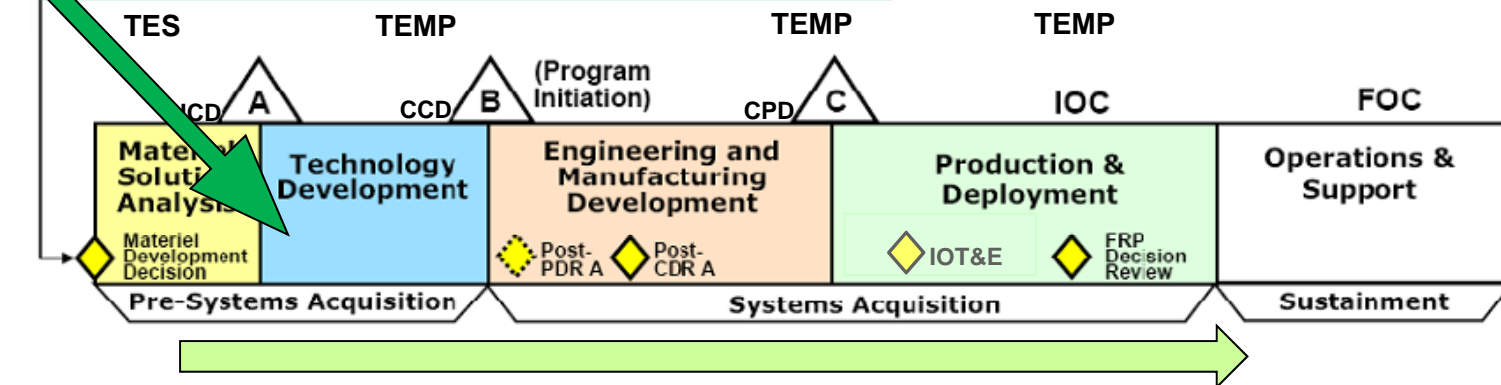 TES
TEMP
TEMP
TEMP
A
B
(Program
Initiation)
C
CCD
CPD
IOC
FOC
Analysis
Technology
Development
Engineering and
Manufacturing
Development
Production &
Deployment
Operations &
Support
Materiel
Development
Decision
Post-
PDR A
Post-
CDR A
IOT&E
FRP
Decision
Review
Pre-Systems Acquisition
Systems Acquisition
Sustainment